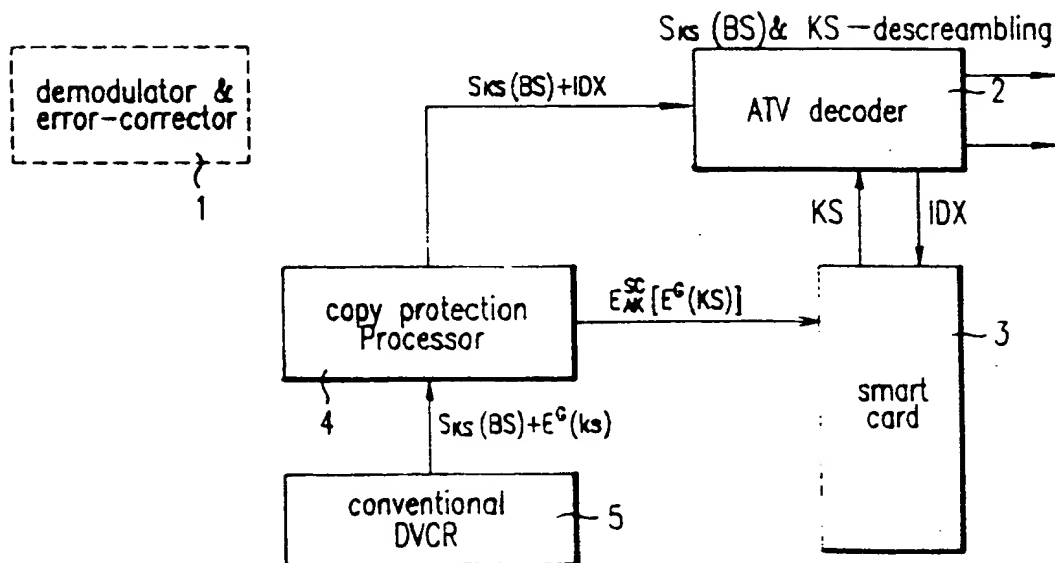 SKS (BS)& KS -descreambling
demodulator &
error-corrector
1
SKS (BS)+IDX
ATV decoder
2
KS
IDX
copy protection
Processor
4
E^SC_AK [E^G(KS)]
smart
card
3
SKS (BS)+E^G(ks)
conventional
DVCR
5